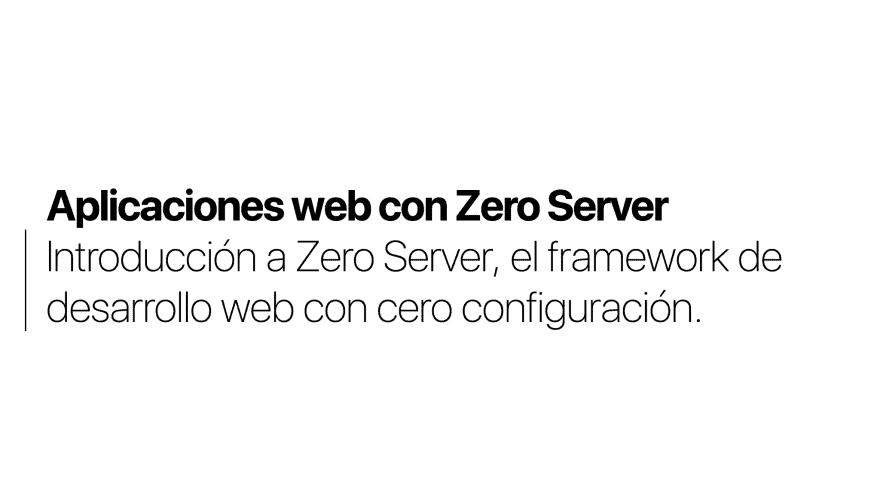 Aplicaciones web con Zero Server
Introducción a Zero Server, el framework de
desarrollo web con cero configuración.